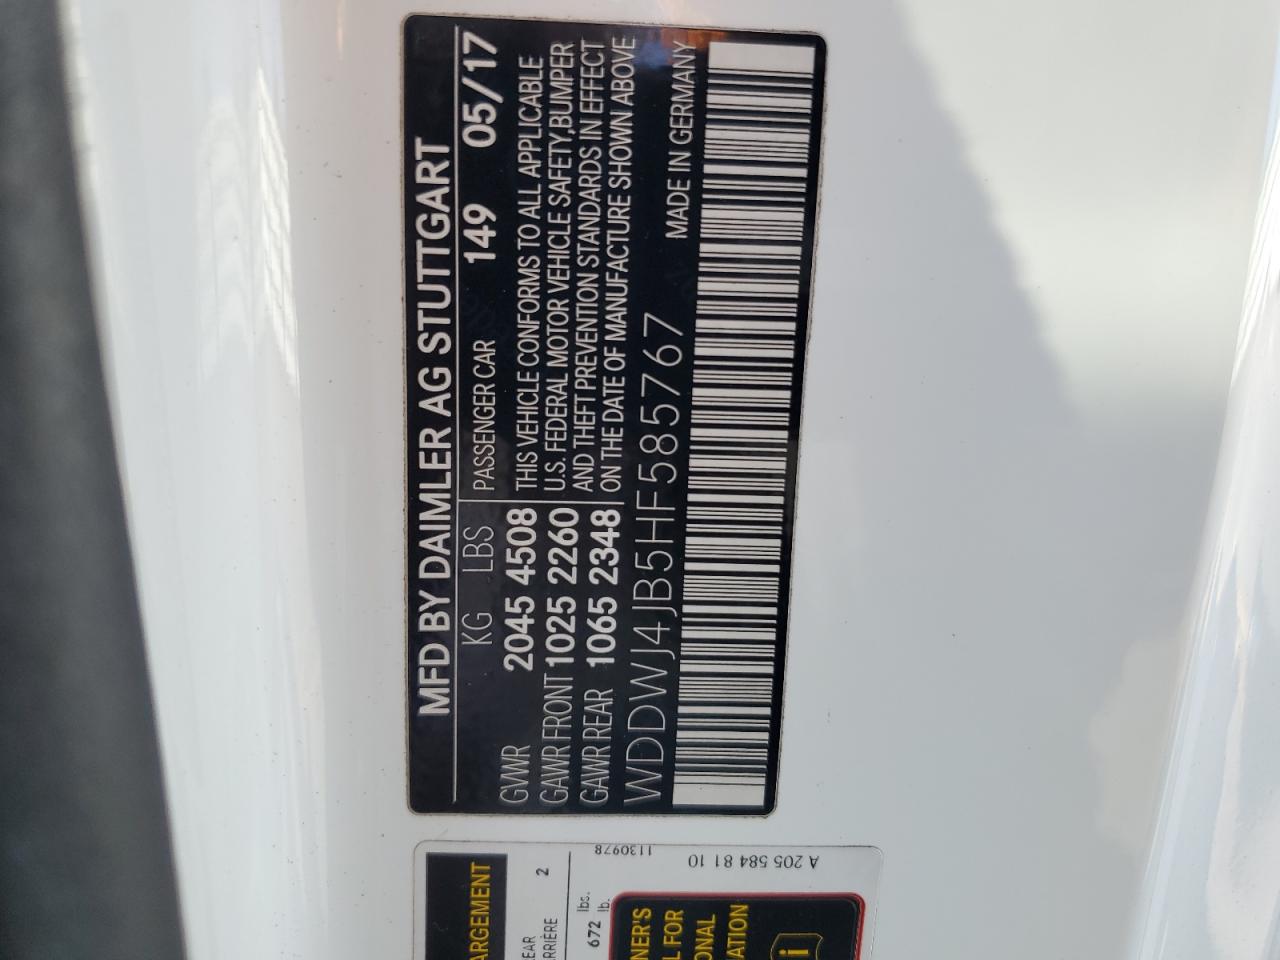 MFD BY DAIMLER AG STUTTGART
KG LBS PASSENGER CAR 149 05/17
GVWR 2045 4508 THIS VEHICLE CONFORMS TO ALL APPLICABLE
GAWR FRONT 1025 2260 U.S. FEDERAL MOTOR VEHICLE SAFETY,BUMPER
GAWR REAR 1065 2348 AND THEFT PREVENTION STANDARDS IN EFFECT
ON THE DATE OF MANUFACTURE SHOWN ABOVE
WDDWJ4JB5HF585767
MADE IN GERMANY
ARGEMENT
EAR
RRIÈRE 2
672 lbs.
lb.
1130978
A 205 584 81 10
NER'S
L FOR
ONAL
ATION
i